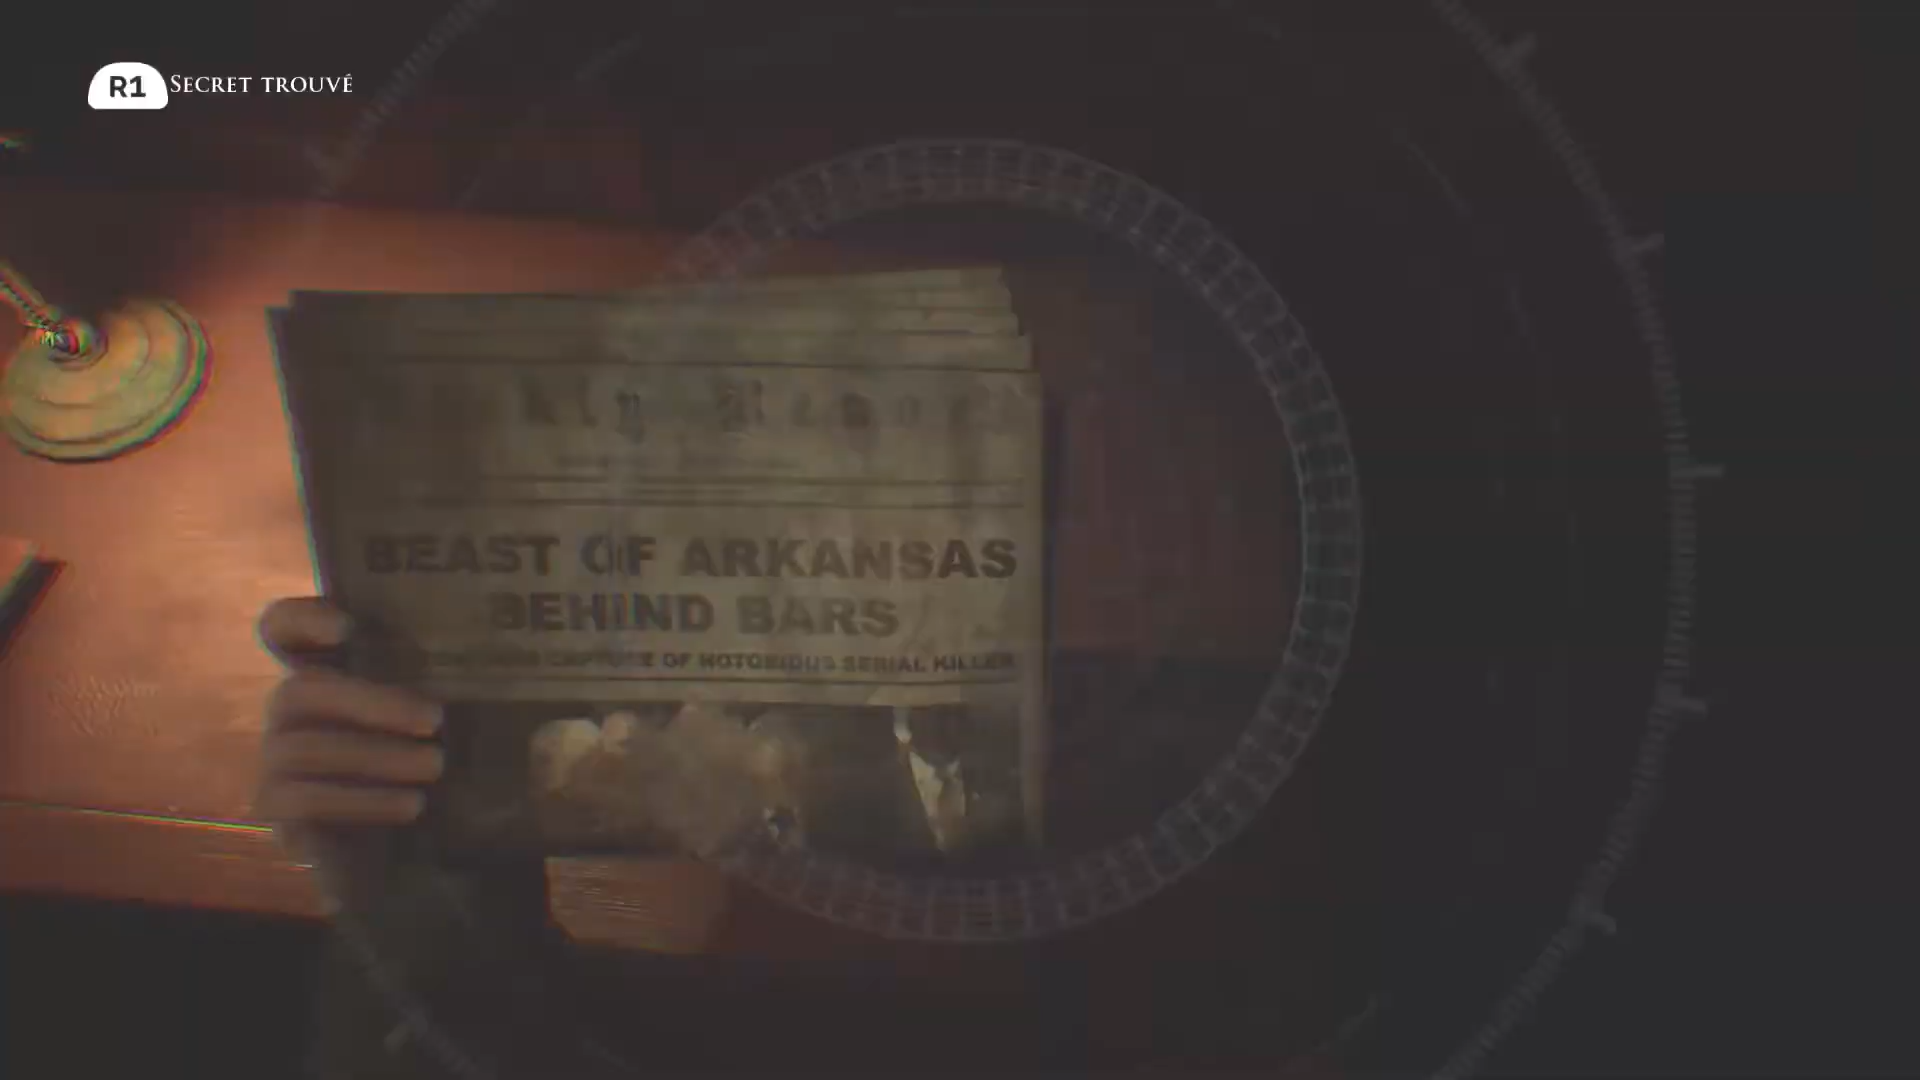 R1 Secret trouvé
BEAST OF ARKANSAS
BEHIND BARS
CAPTURE OF NOTORIOUS SERIAL KILLER